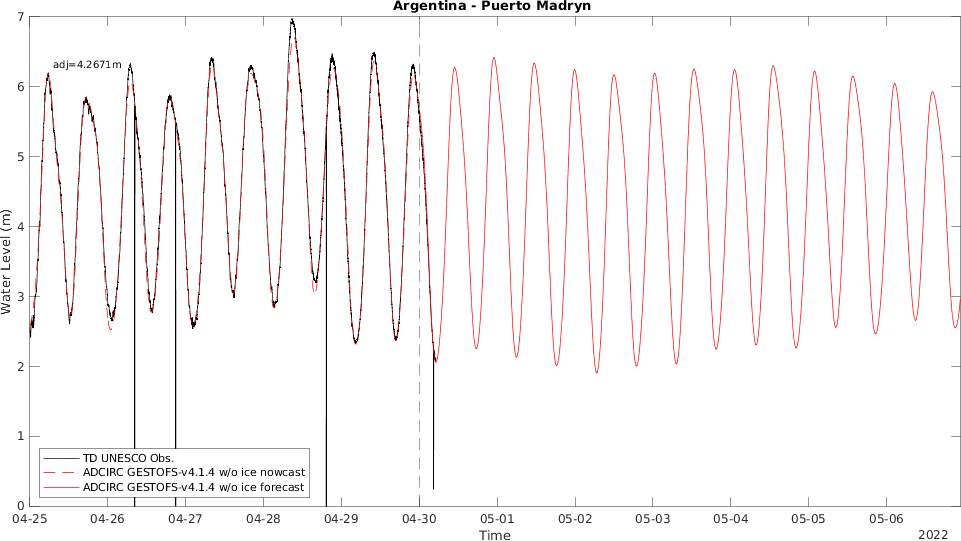 Argentina - Puerto Madryn
7
adj=4.2671m
6
5
4
3
2
1
0
Water Level (m)
TD UNESCO Obs.
ADCIRC GESTOFS-v4.1.4 w/o ice nowcast
ADCIRC GESTOFS-v4.1.4 w/o ice forecast
04-25 04-26 04-27 04-28 04-29 04-30 05-01 05-02 05-03 05-04 05-05 05-06
Time
2022